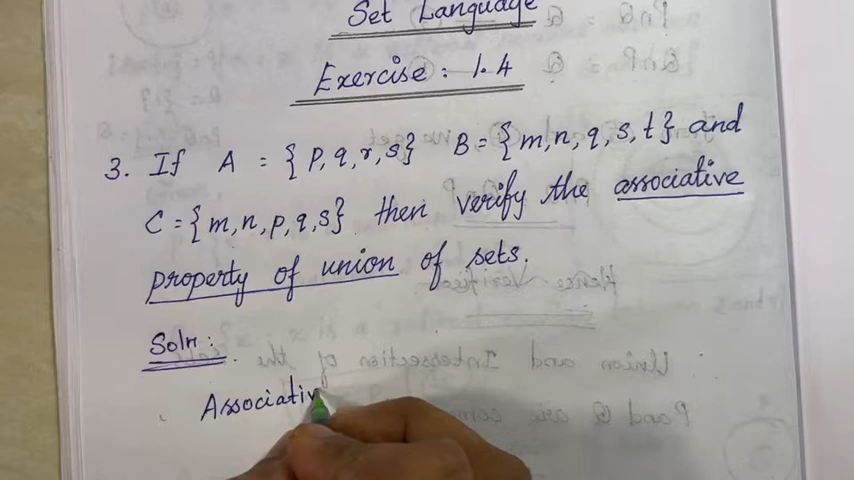 Set Language
Exercise: 1.4
3. If A = {p, q, r, s} B = {m, n, q, s, t} and
C = {m, n, p, q, s} then verify the associative
property of union of sets.
Soln:
Associativ